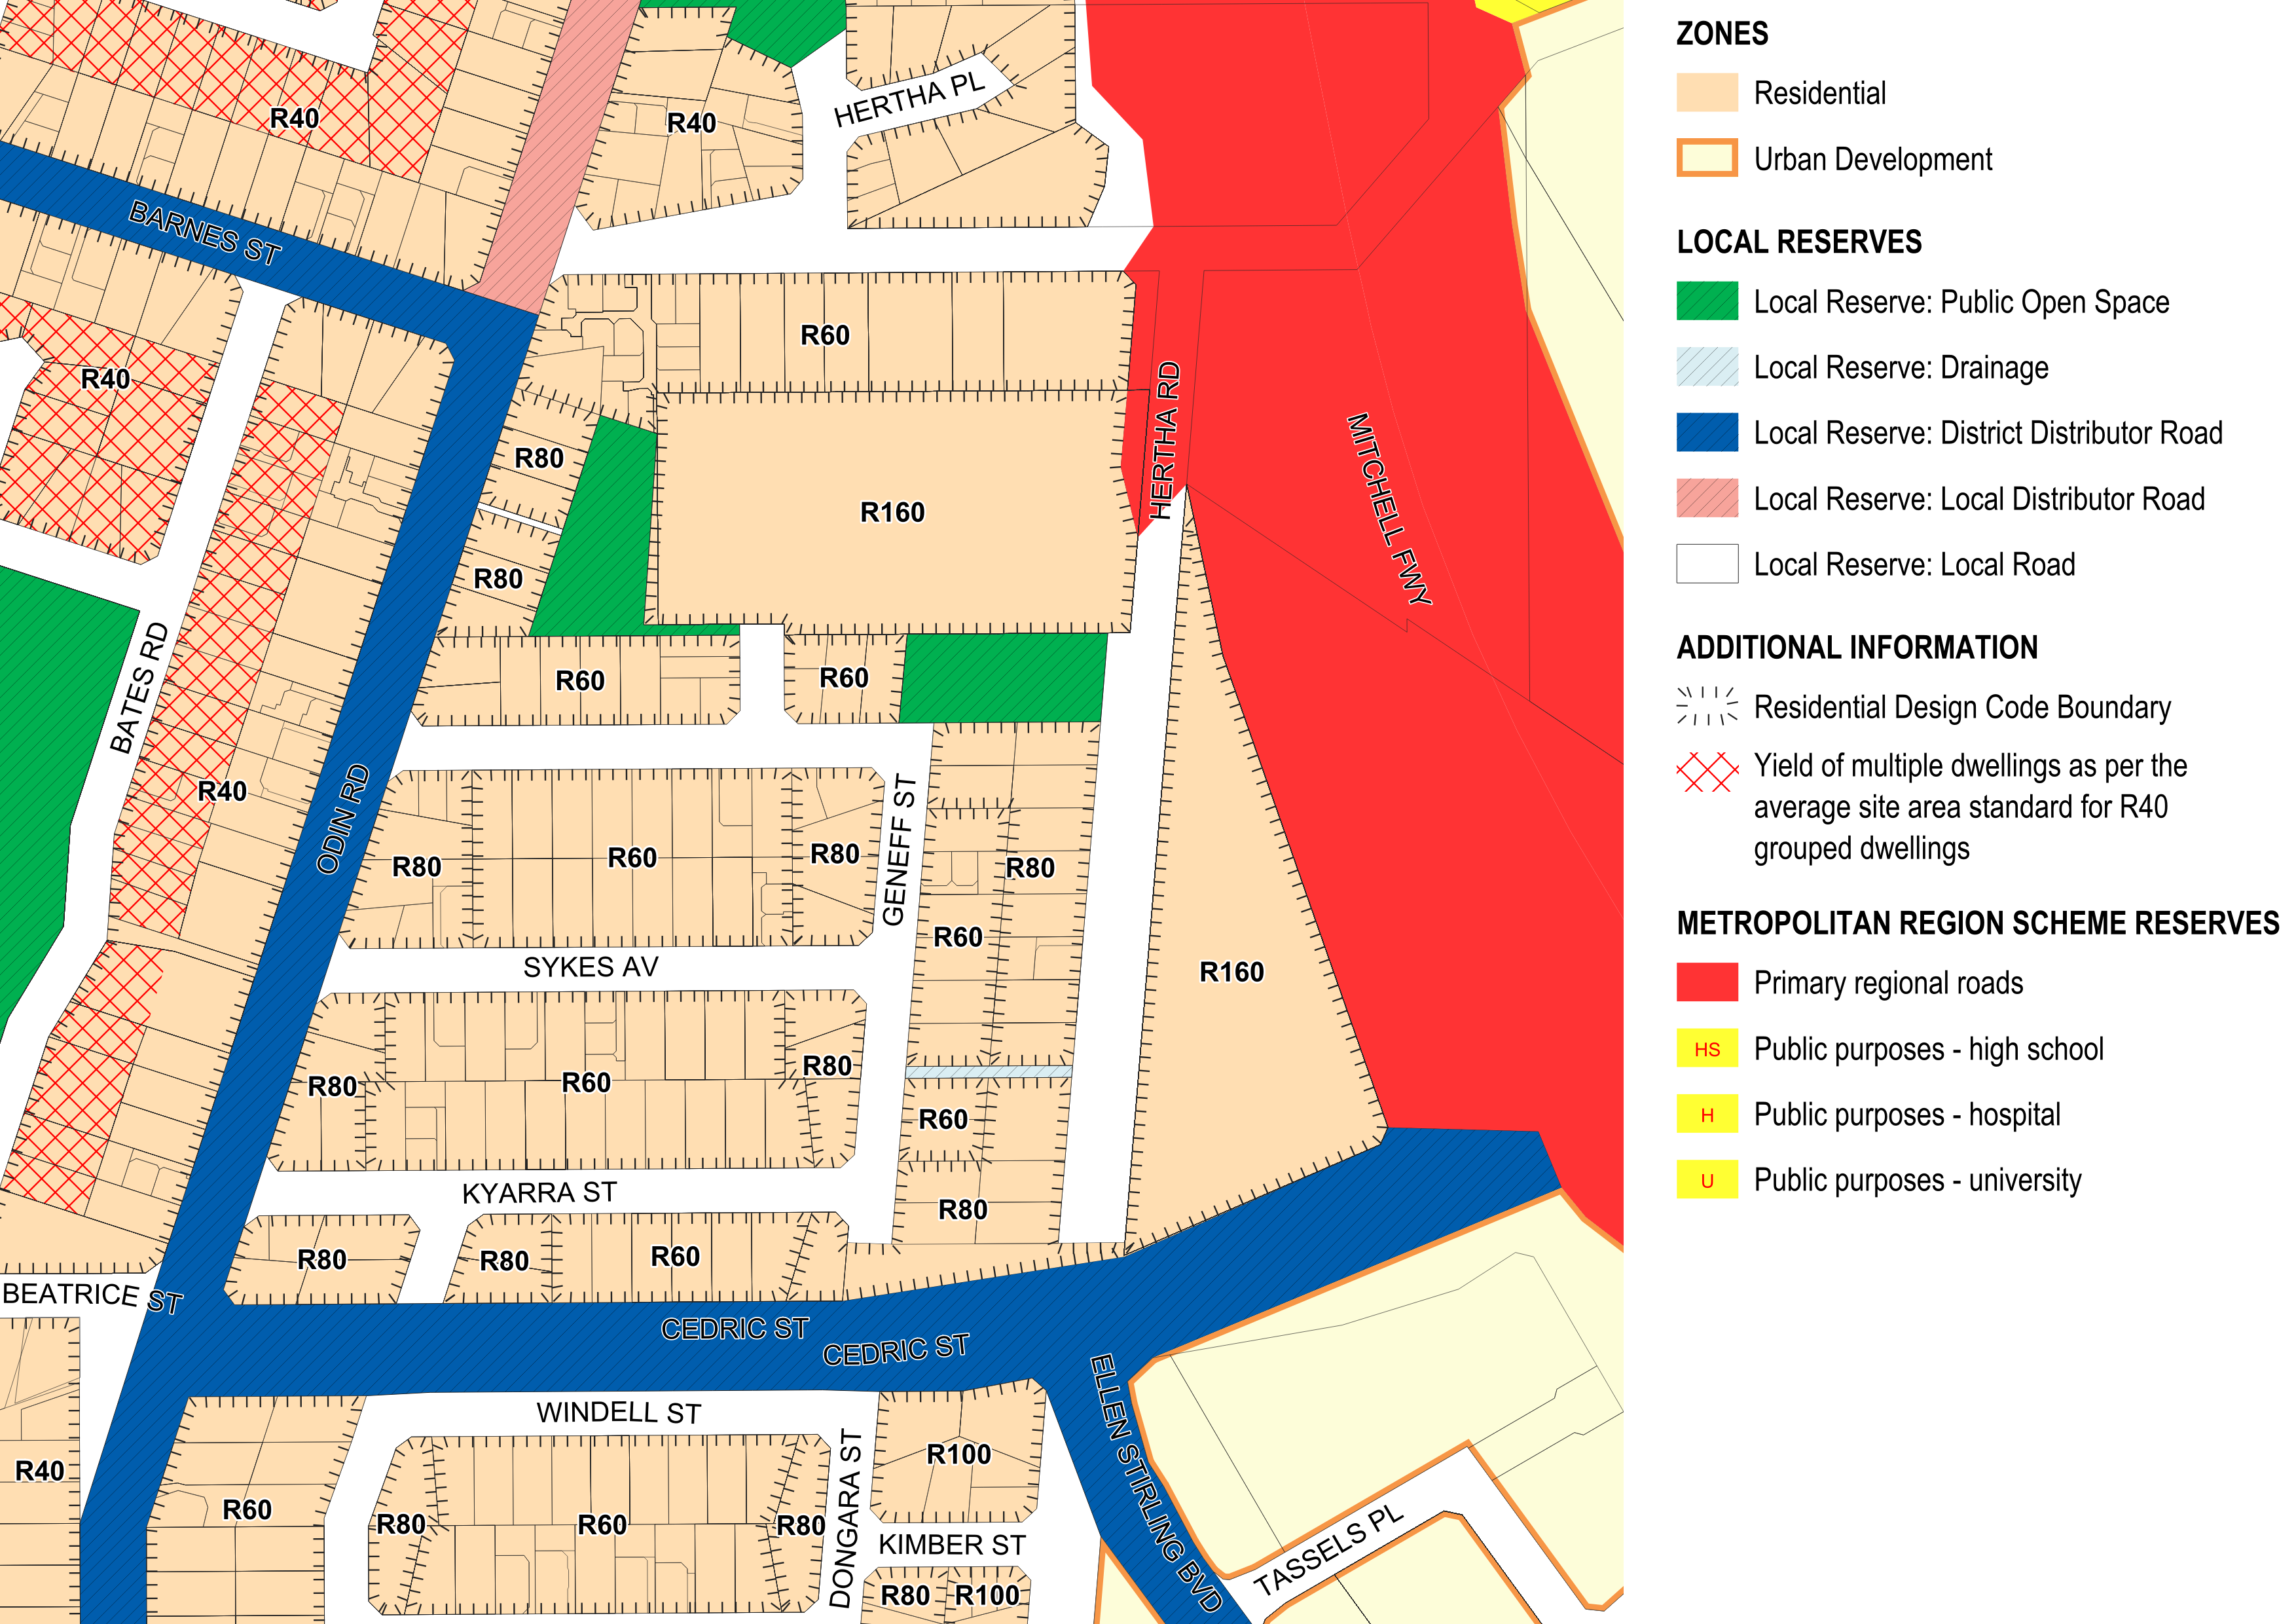 HERTHA PL
R40
R40
BARNES ST
R60
R40
HERTHA RD
MITCHELL FWY
R80
R160
R80
BATES RD
R60
R60
R40
ODIN RD
GENEFF ST
R80
R60
R80
R80
R60
SYKES AV
R160
R80
R60
R80
R60
KYARRA ST
R80
R80
R80
R60
BEATRICE ST
CEDRIC ST
CEDRIC ST
ELLEN STIRLING BVD
WINDELL ST
DONGARA ST
R100
R40
R60
R80
R60
R80
KIMBER ST
TASSELS PL
R80
R100
ZONES
Residential
Urban Development
LOCAL RESERVES
Local Reserve: Public Open Space
Local Reserve: Drainage
Local Reserve: District Distributor Road
Local Reserve: Local Distributor Road
Local Reserve: Local Road
ADDITIONAL INFORMATION
Residential Design Code Boundary
Yield of multiple dwellings as per the
average site area standard for R40
grouped dwellings
METROPOLITAN REGION SCHEME RESERVES
Primary regional roads
HS Public purposes - high school
H Public purposes - hospital
U Public purposes - university